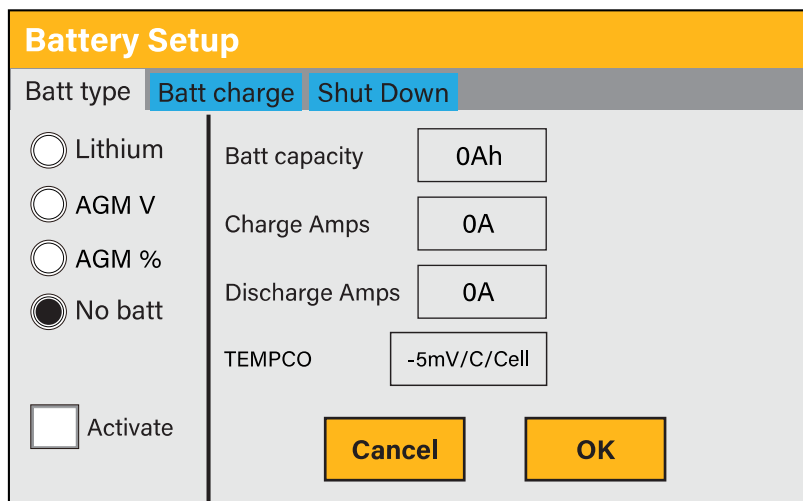 Battery Setup
Batt type Batt charge Shut Down
Lithium
AGM V
AGM %
No batt
Activate
Batt capacity 0Ah
Charge Amps 0A
Discharge Amps 0A
TEMPCO -5mV/C/Cell
Cancel OK